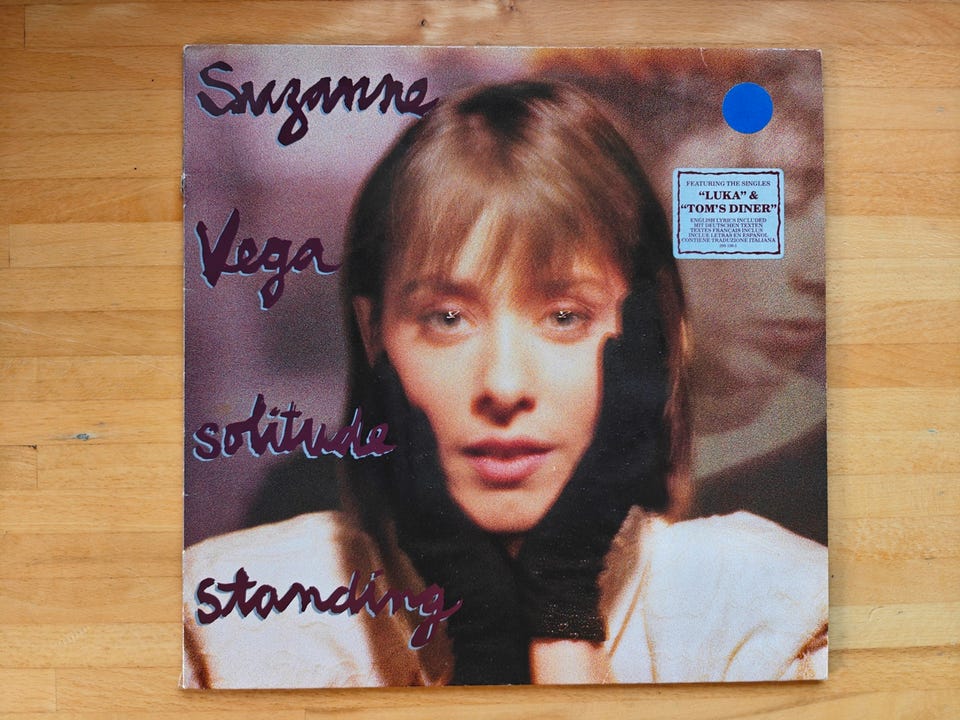 Suzanne
Vega
solitude
standing
FEATURING THE SINGLES
"LUKA" &
"TOM'S DINER"
ENGLISH LYRICS INCLUDED
MIT DEUTSCHEN TEXTEN
TEXTES FRANÇAIS INCLUS
INCLUE LETRAS EN ESPAÑOL
CONTIENE TRADUZIONE ITALIANA